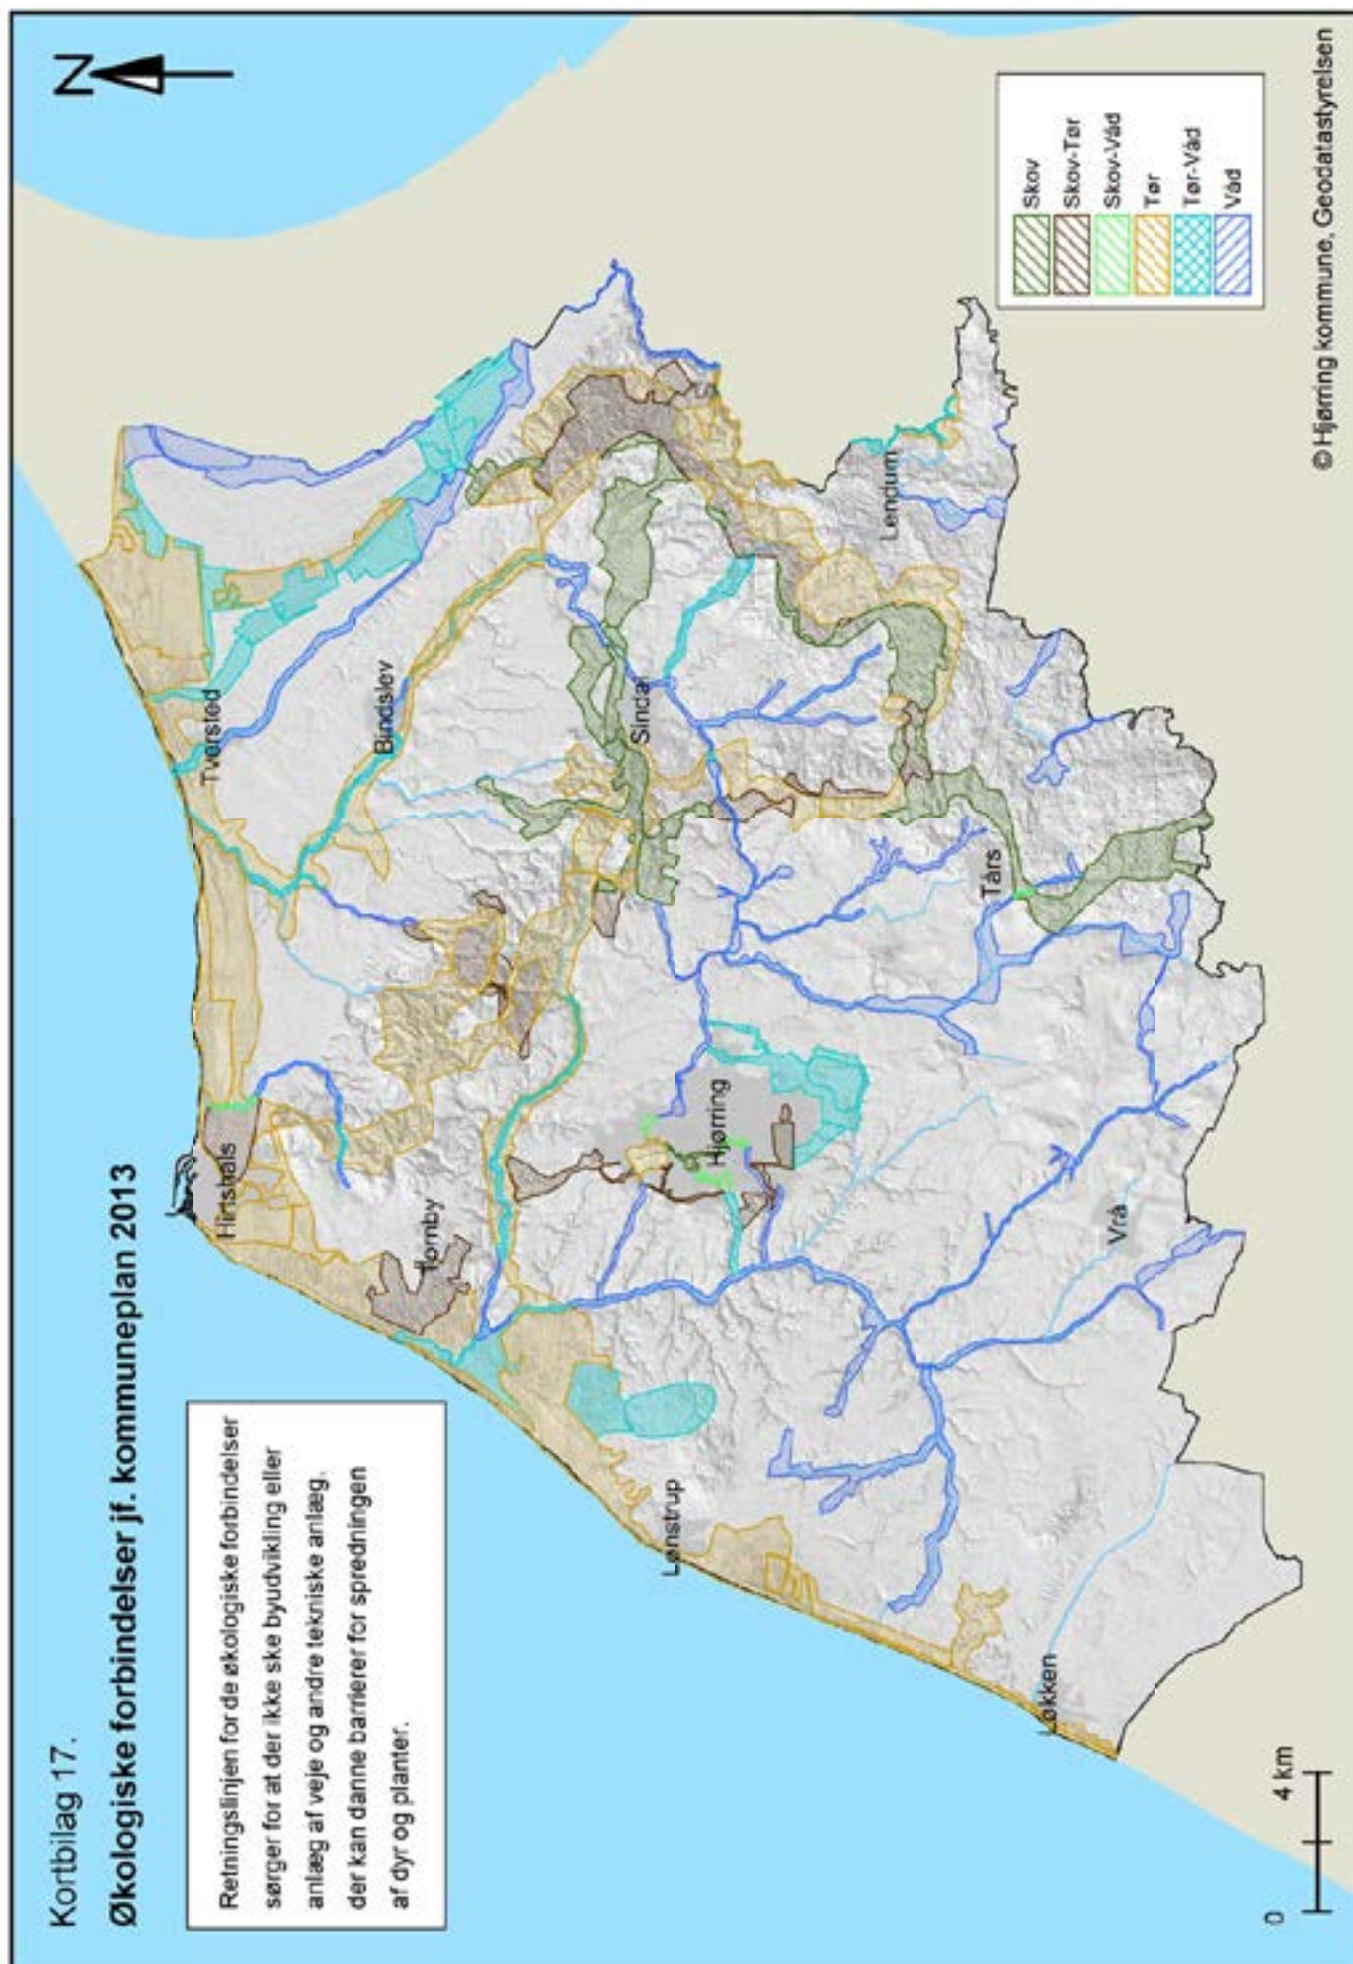 Kortbilag 17.
Økologiske forbindelser jf. kommuneplan 2013
N
Retningslinjen for de økologiske forbindelser
sørger for at der ikke ske byudvikling eller
anlæg af veje og andre tekniske anlæg,
der kan danne barrierer for spredningen
af dyr og planter.
Hirtshals
Tversted
Tornby
Bindslev
Sindal
Lønstrup
Hjørring
Lendum
Tårs
Løkken
Vrå
Skov
Skov-Tør
Skov-Våd
Tør
Tør-Våd
Våd
0 4 km
©Hjørring kommune, Geodatastyrelsen